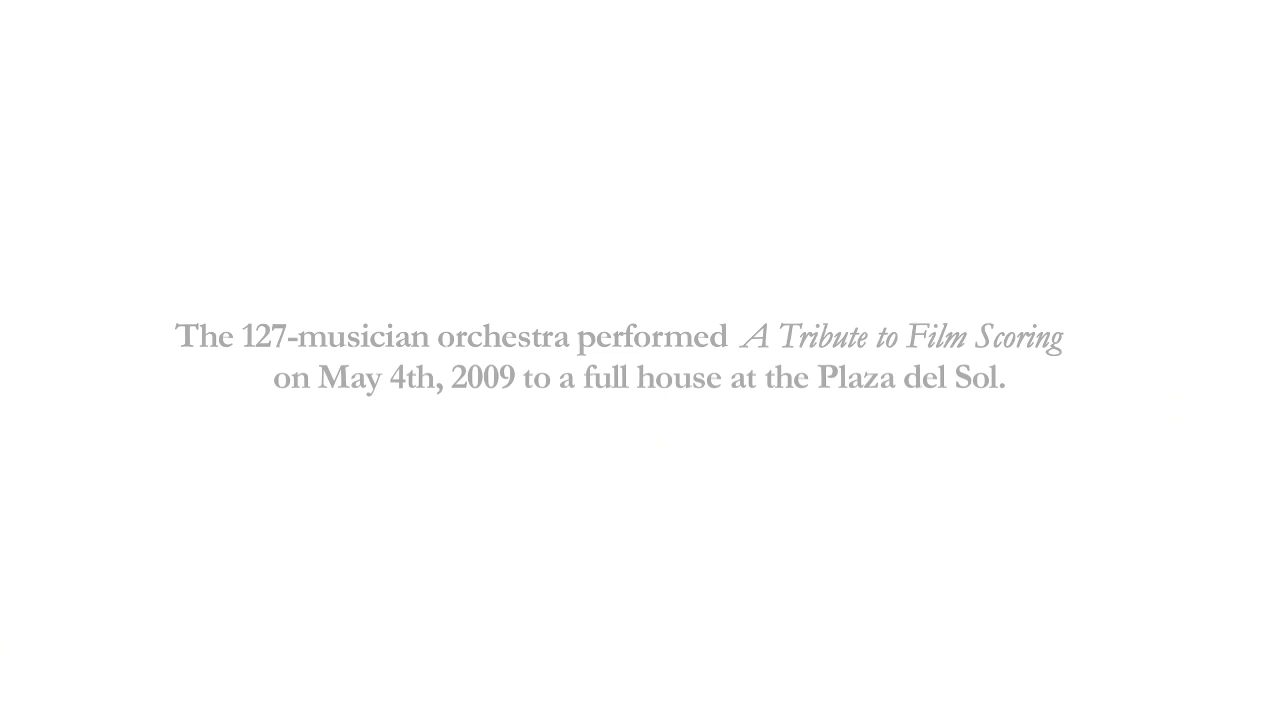 The 127-musician orchestra performed A Tribute to Film Scoring
on May 4th, 2009 to a full house at the Plaza del Sol.